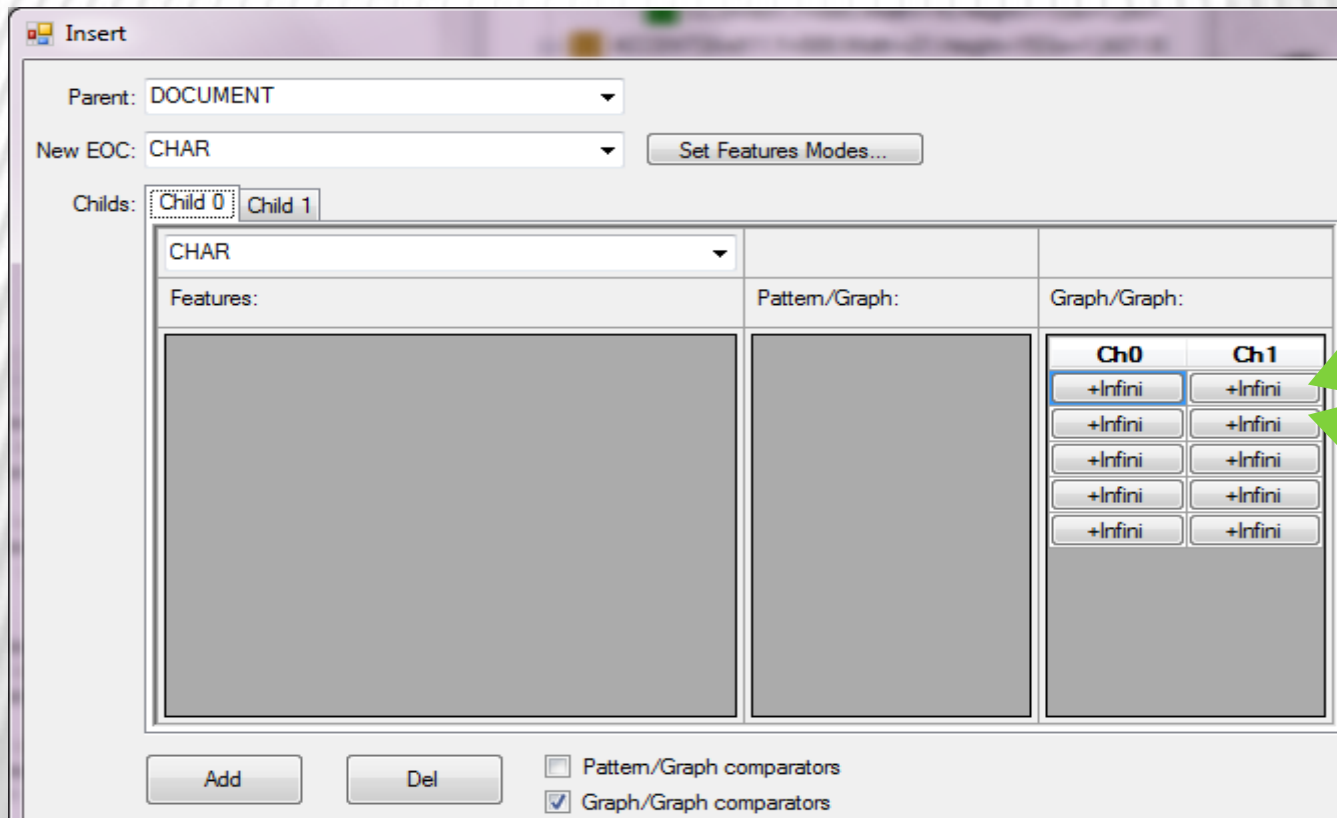 Insert
Parent: DOCUMENT
New EOC: CHAR Set Features Modes...
Childs: Child 0 Child 1
CHAR
Features: Pattern/Graph: Graph/Graph:
Ch0 Ch1
+Infini +Infini
+Infini +Infini
+Infini +Infini
+Infini +Infini
+Infini +Infini
Add Del Pattern/Graph comparators
Graph/Graph comparators